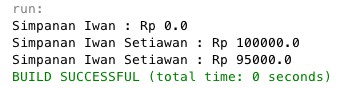 run:
Simpanan Iwan : Rp 0.0
Simpanan Iwan Setiawan : Rp 100000.0
Simpanan Iwan Setiawan : Rp 95000.0
BUILD SUCCESSFUL (total time: 0 seconds)